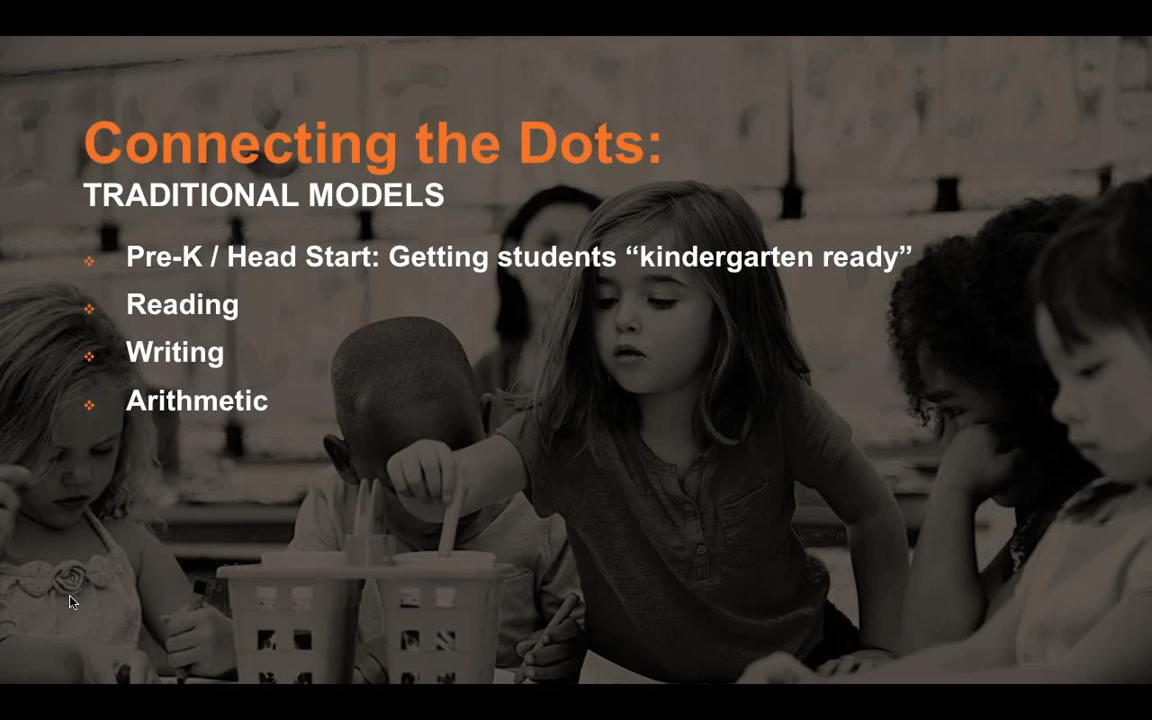 Connecting the Dots:
TRADITIONAL MODELS
Pre-K / Head Start: Getting students “kindergarten ready”
Reading
Writing
Arithmetic